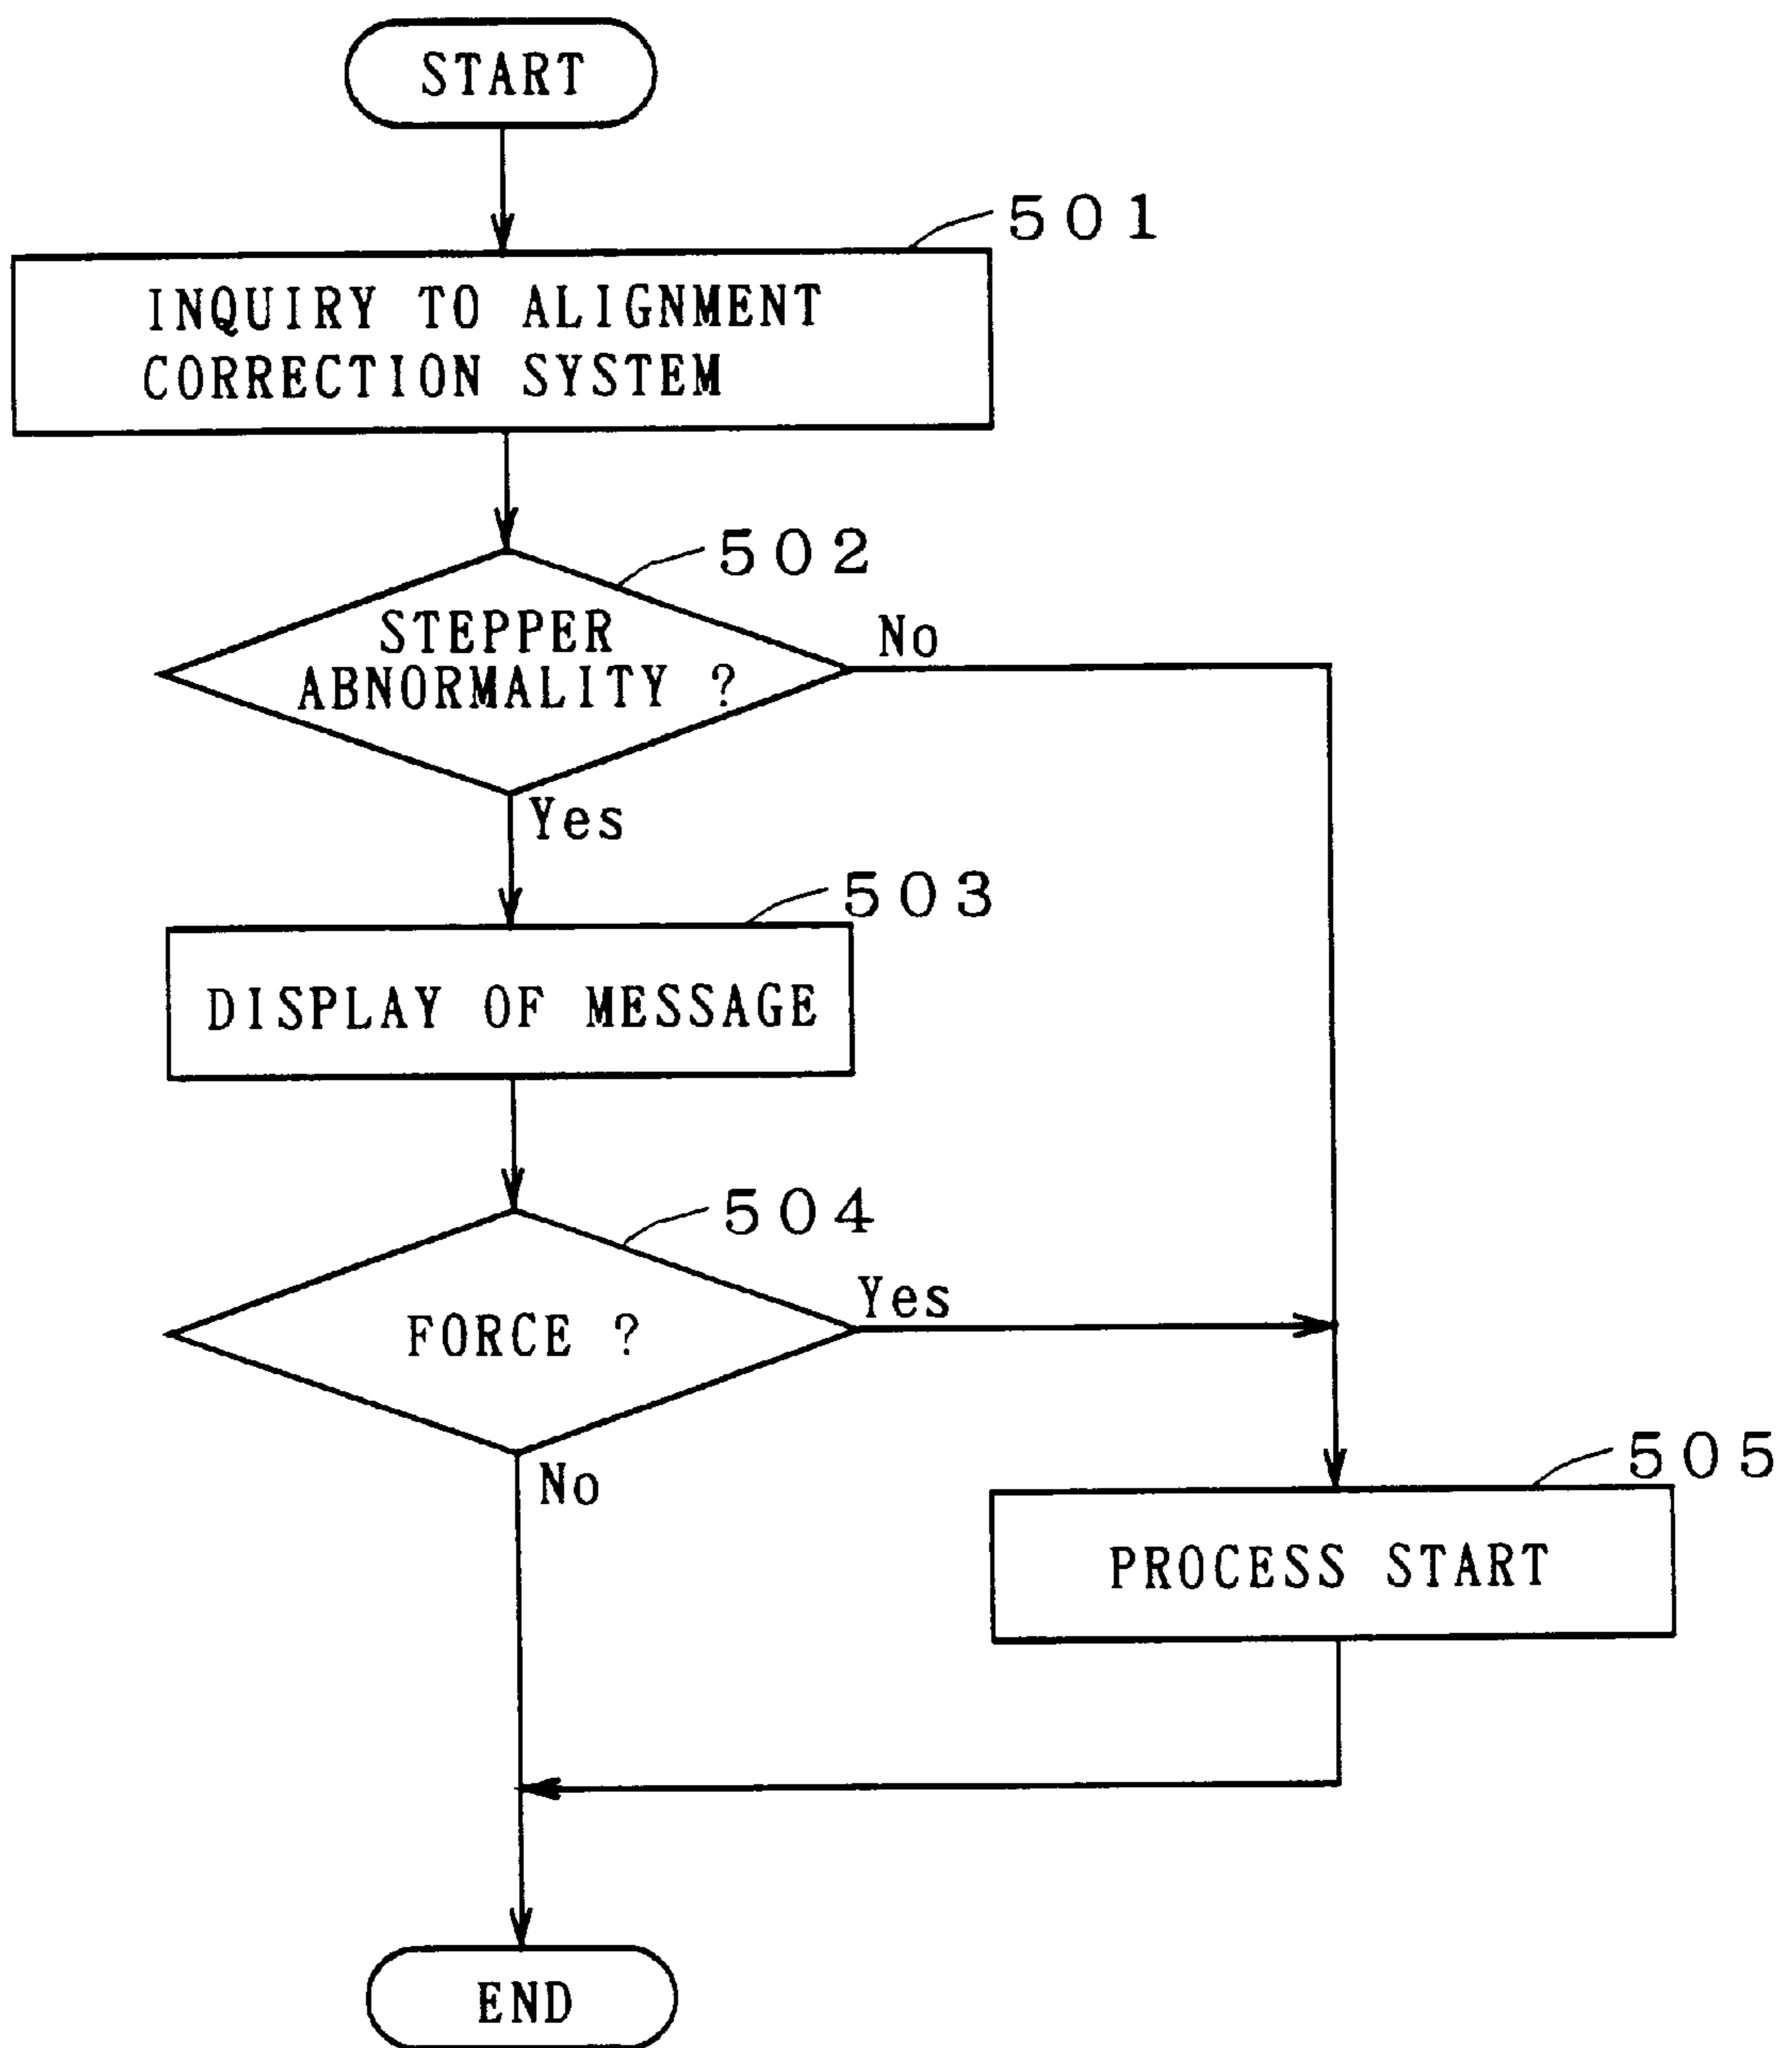 START
501
INQUIRY TO ALIGNMENT
CORRECTION SYSTEM
502
STEPPER
ABNORMALITY ?
No
Yes
503
DISPLAY OF MESSAGE
504
FORCE ?
Yes
No
505
PROCESS START
END